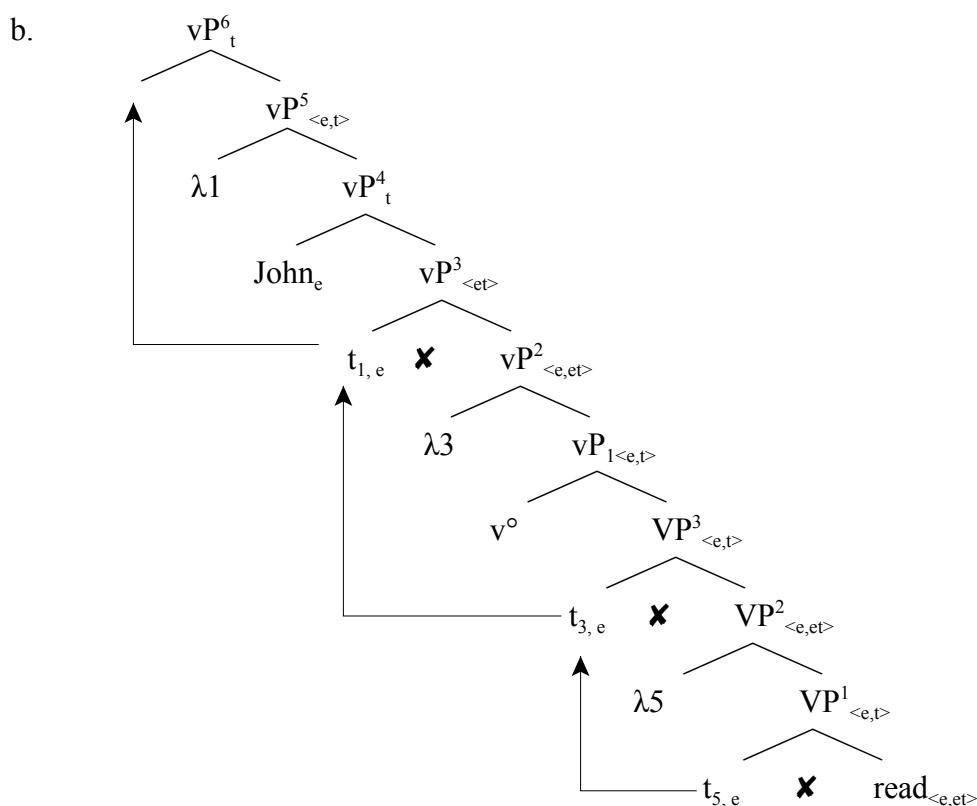 b.
vP⁶ₜ
vP⁵<e,t>
λ1 vP⁴ₜ
Johnₑ vP³<et>
t₁, ₑ ✘ vP²<e,et>
λ3 vP₁<e,t>
v° VP³<e,t>
t₃, ₑ ✘ VP²<e,et>
λ5 VP¹<e,t>
t₅, ₑ ✘ read<e,et>